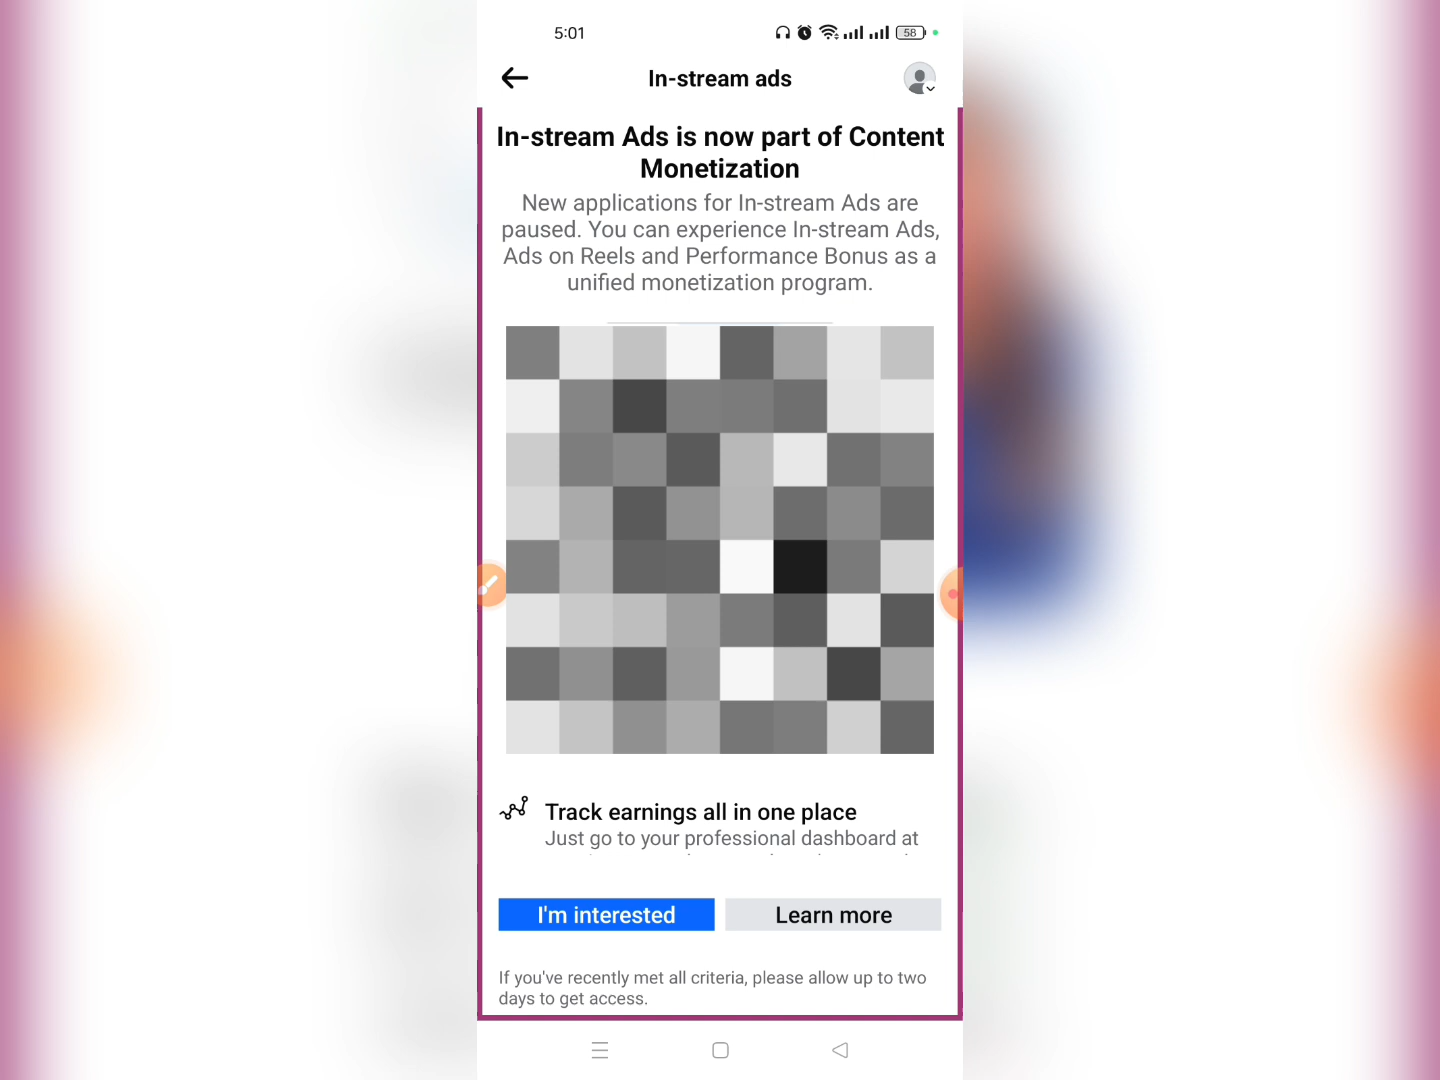 5:01
58
In-stream ads
In-stream Ads is now part of Content
Monetization
New applications for In-stream Ads are
paused. You can experience In-stream Ads,
Ads on Reels and Performance Bonus as a
unified monetization program.
Track earnings all in one place
Just go to your professional dashboard at
I'm interested
Learn more
If you've recently met all criteria, please allow up to two
days to get access.